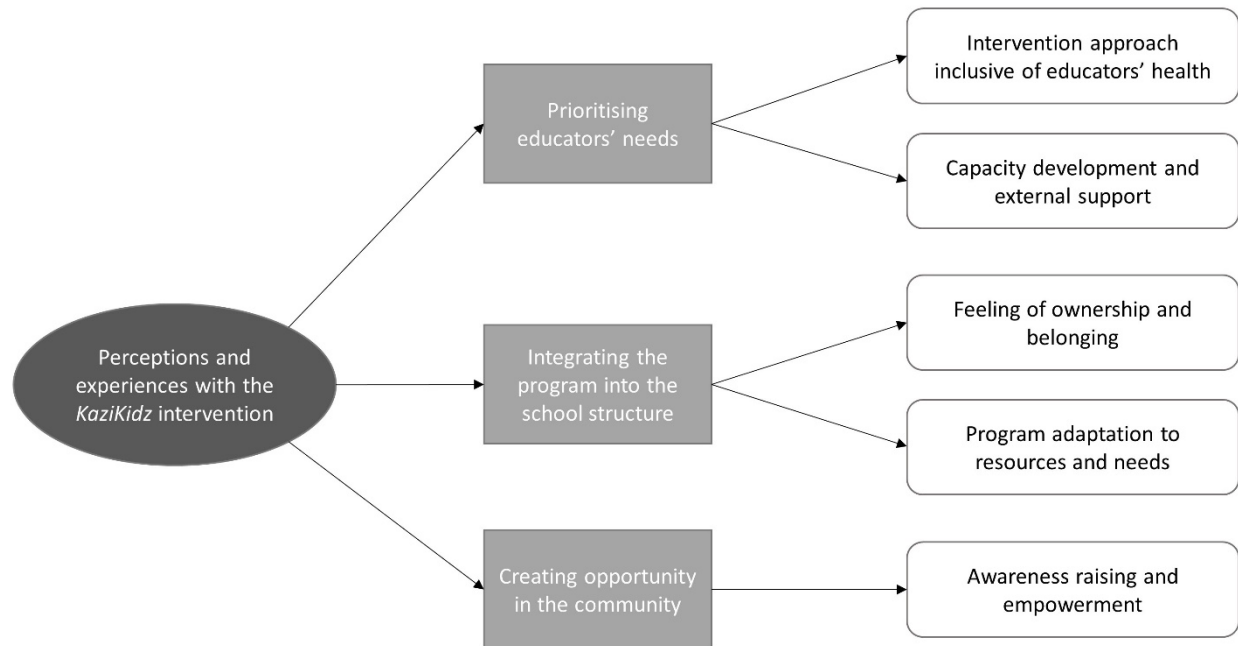 Perceptions and
experiences with the
KaziKidz intervention
Prioritising
educators’ needs
Intervention approach
inclusive of educators’ health
Capacity development and
external support
Integrating the
program into the
school structure
Feeling of ownership and
belonging
Program adaptation to
resources and needs
Creating opportunity
in the community
Awareness raising and
empowerment